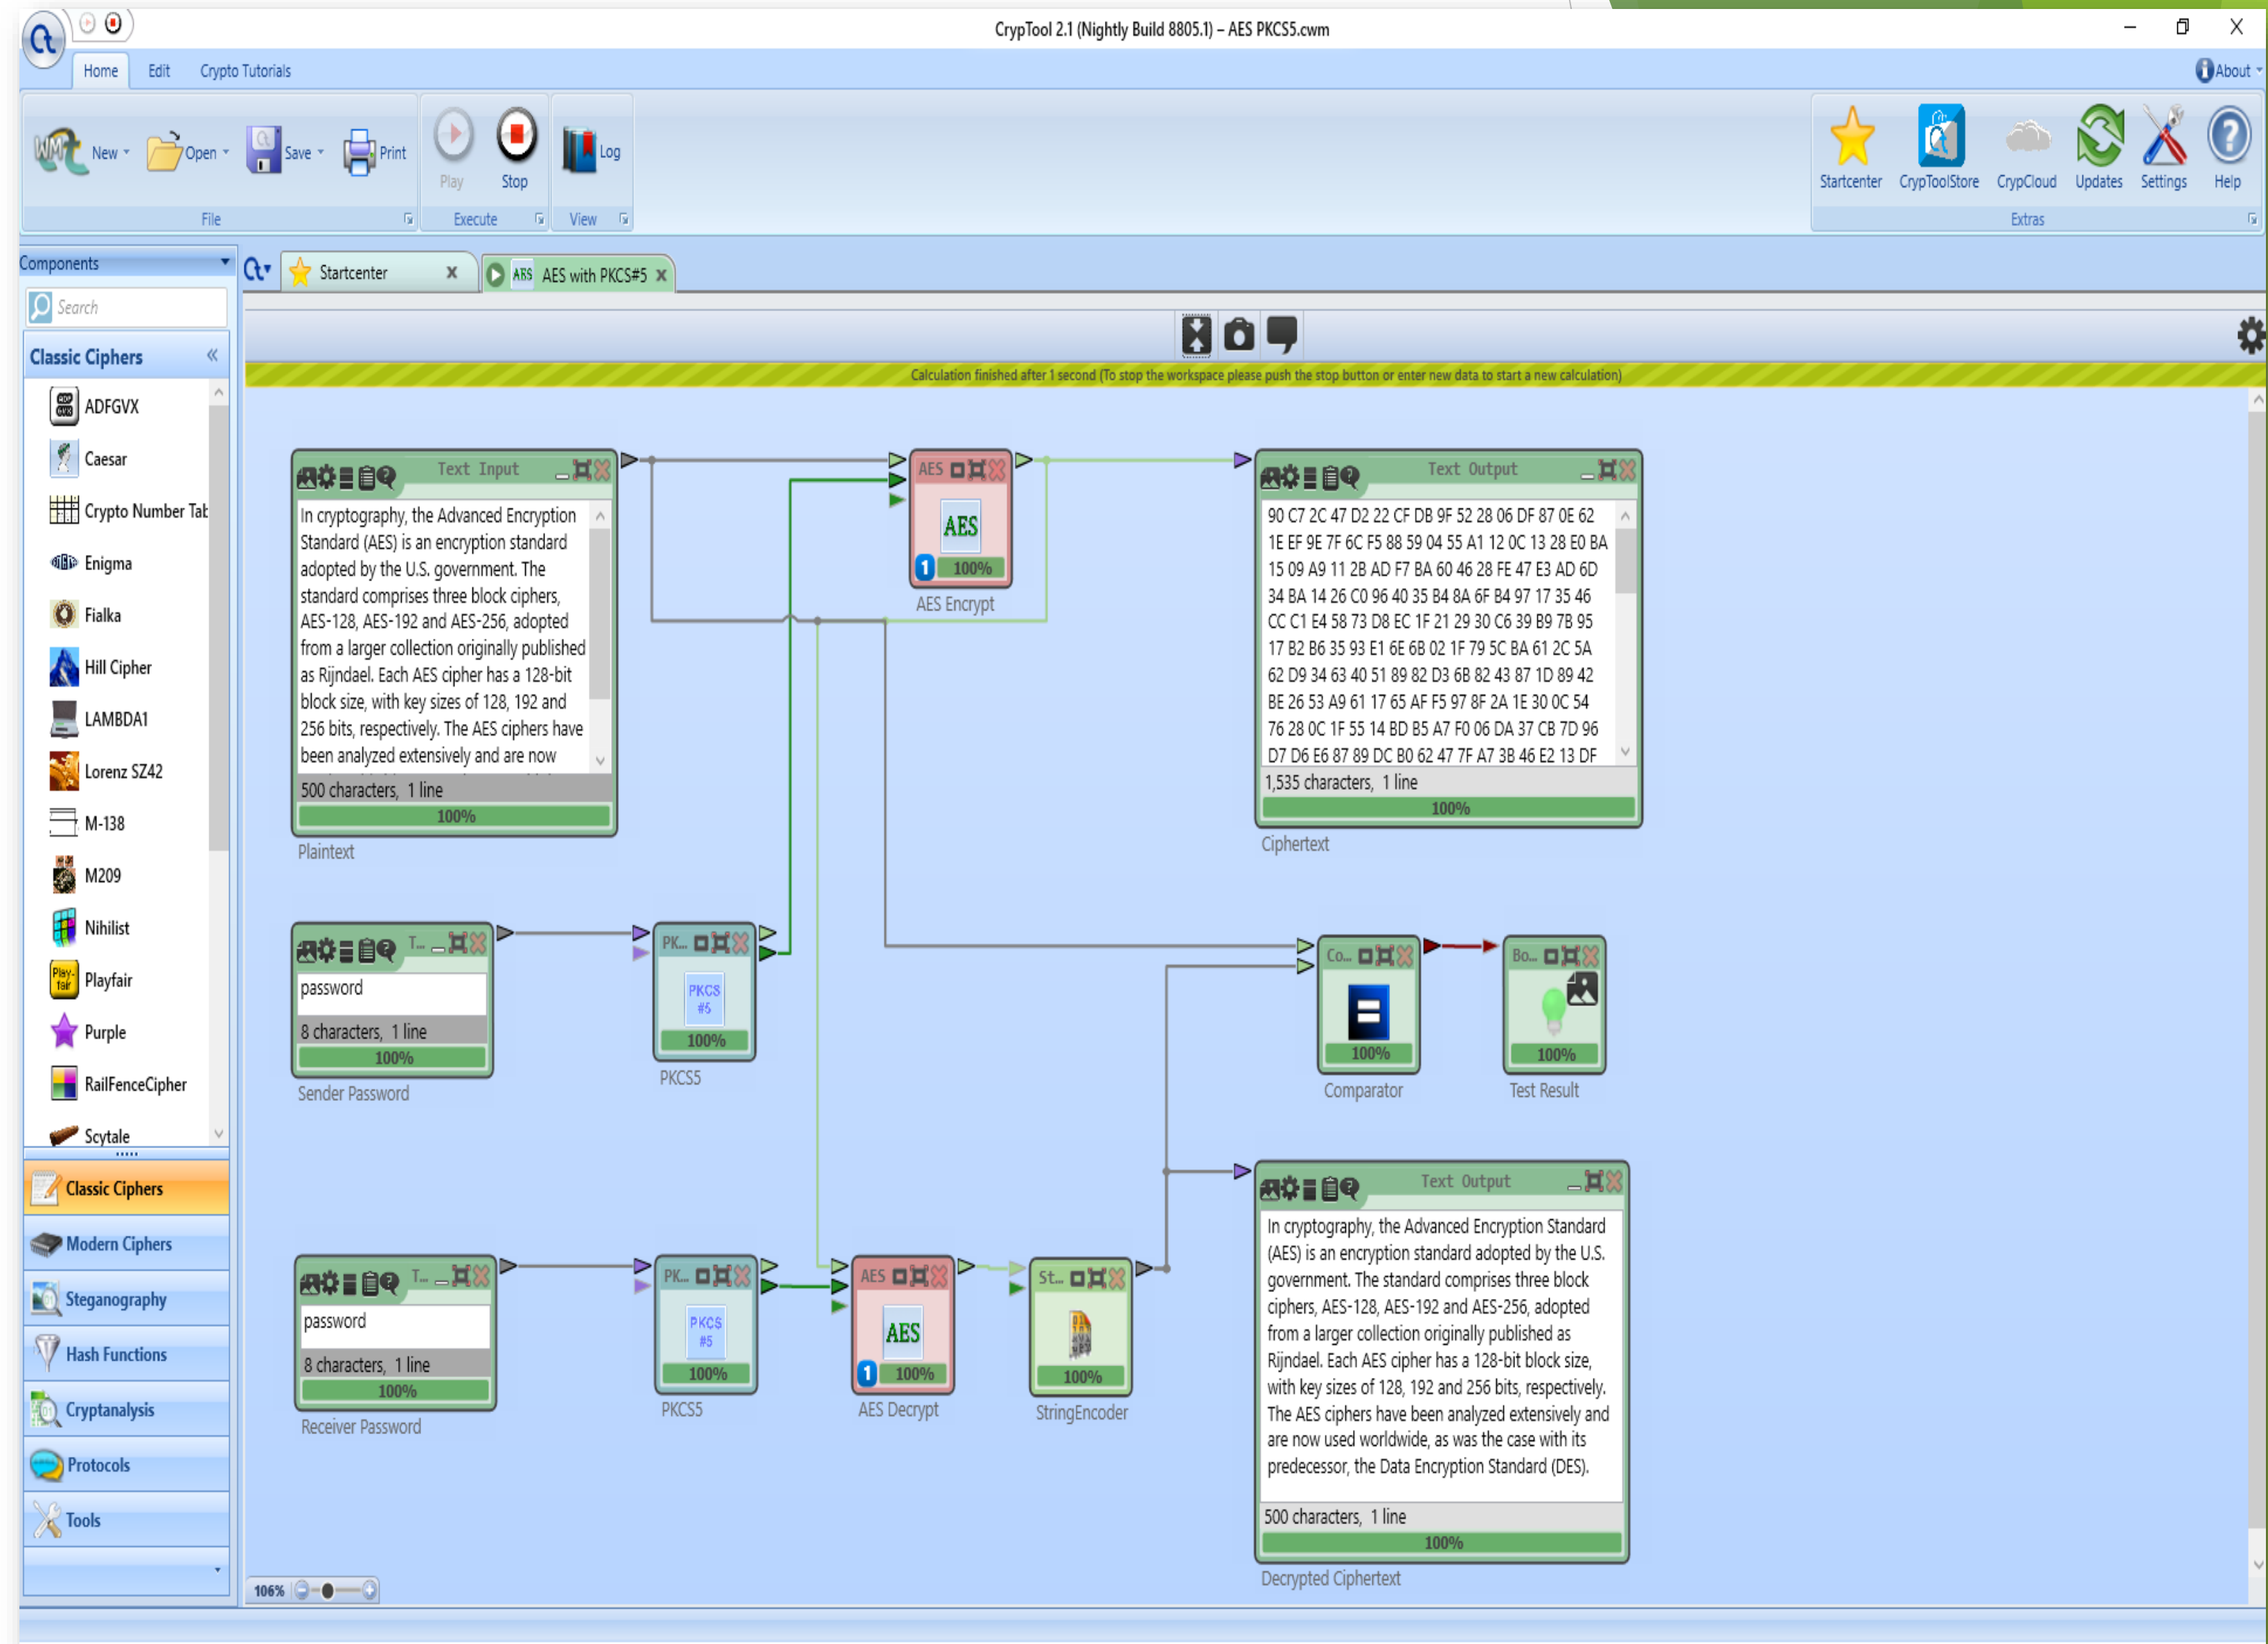 CrypTool 2.1 (Nightly Build 8805.1) – AES PKCS5.cwm
Home Edit Crypto Tutorials
About
New Open Save Print
Play Stop
Log
Startcenter CrypToolStore CrypCloud Updates Settings Help
File Execute View Extras
Components
Startcenter x AES AES with PKCS#5 x
Search
Classic Ciphers
ADFGVX
Caesar
Crypto Number Tab
Enigma
Fialka
Hill Cipher
LAMBDA1
Lorenz SZ42
M-138
M209
Nihilist
Playfair
Purple
RailFenceCipher
Scytale
Classic Ciphers
Modern Ciphers
Steganography
Hash Functions
Cryptanalysis
Protocols
Tools
Calculation finished after 1 second (To stop the workspace please push the stop button or enter new data to start a new calculation)
Text Input
In cryptography, the Advanced Encryption
Standard (AES) is an encryption standard
adopted by the U.S. government. The
standard comprises three block ciphers,
AES-128, AES-192 and AES-256, adopted
from a larger collection originally published
as Rijndael. Each AES cipher has a 128-bit
block size, with key sizes of 128, 192 and
256 bits, respectively. The AES ciphers have
been analyzed extensively and are now
500 characters, 1 line
100%
Plaintext
AES
AES
1 100%
AES Encrypt
Text Output
90 C7 2C 47 D2 22 CF DB 9F 52 28 06 DF 87 0E 62
1E EF 9E 7F 6C F5 88 59 04 55 A1 12 0C 13 28 E0 BA
15 09 A9 11 2B AD F7 BA 60 46 28 FE 47 E3 AD 6D
34 BA 14 26 C0 96 40 35 B4 8A 6F B4 97 17 35 46
CC C1 E4 58 73 D8 EC 1F 21 29 30 C6 39 B9 7B 95
17 B2 B6 35 93 E1 6E 6B 02 1F 79 5C BA 61 2C 5A
62 D9 34 63 40 51 89 82 D3 6B 82 43 87 1D 89 42
BE 26 53 A9 61 17 65 AF F5 97 8F 2A 1E 30 0C 54
76 28 0C 1F 55 14 BD B5 A7 F0 06 DA 37 CB 7D 96
D7 D6 E6 87 89 DC B0 62 47 7F A7 3B 46 E2 13 DF
1,535 characters, 1 line
100%
Ciphertext
T...
password
8 characters, 1 line
100%
Sender Password
PK...
PKCS
#5
100%
PKCS5
Co...
100%
Comparator
Bo...
100%
Test Result
T...
password
8 characters, 1 line
100%
Receiver Password
PK...
PKCS
#5
100%
PKCS5
AES
AES
1 100%
AES Decrypt
St...
100%
StringEncoder
Text Output
In cryptography, the Advanced Encryption Standard
(AES) is an encryption standard adopted by the U.S.
government. The standard comprises three block
ciphers, AES-128, AES-192 and AES-256, adopted
from a larger collection originally published as
Rijndael. Each AES cipher has a 128-bit block size,
with key sizes of 128, 192 and 256 bits, respectively.
The AES ciphers have been analyzed extensively and
are now used worldwide, as was the case with its
predecessor, the Data Encryption Standard (DES).
500 characters, 1 line
100%
Decrypted Ciphertext
106%